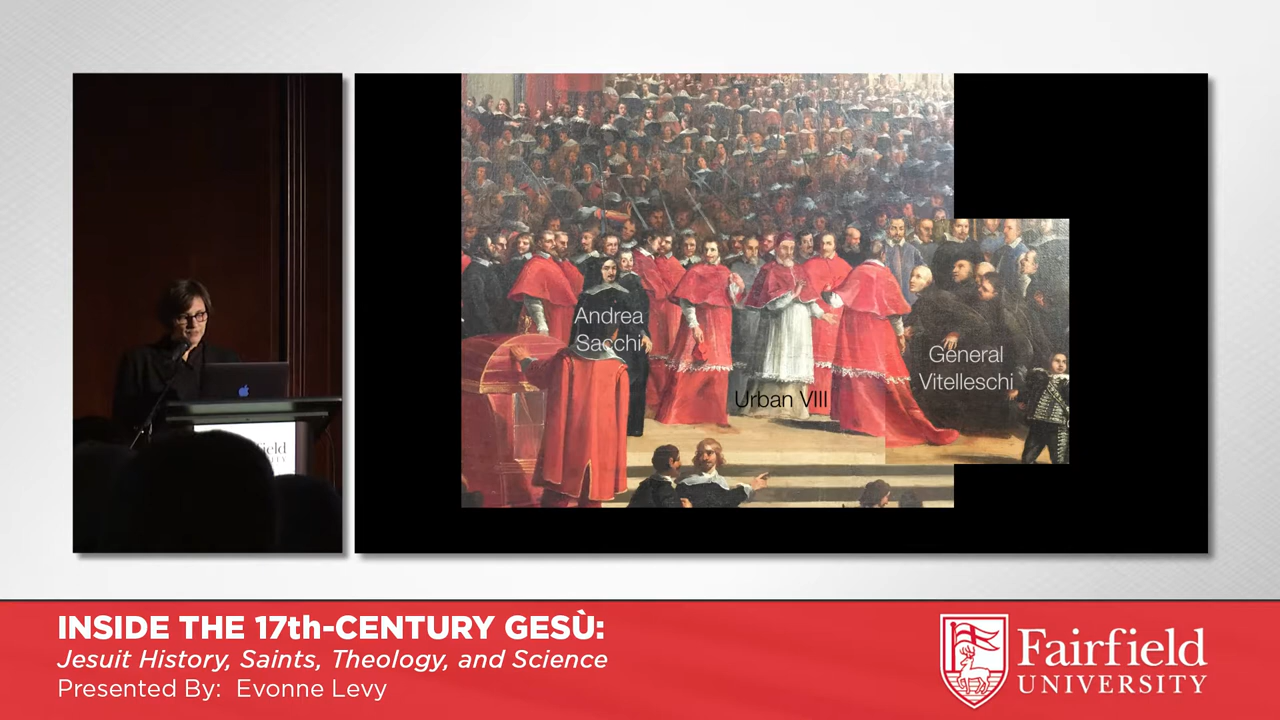 Andrea
Sacchi
Urban VIII
General
Vitelleschi
INSIDE THE 17th-CENTURY GESÙ:
Jesuit History, Saints, Theology, and Science
Presented By: Evonne Levy
Fairfield
UNIVERSITY